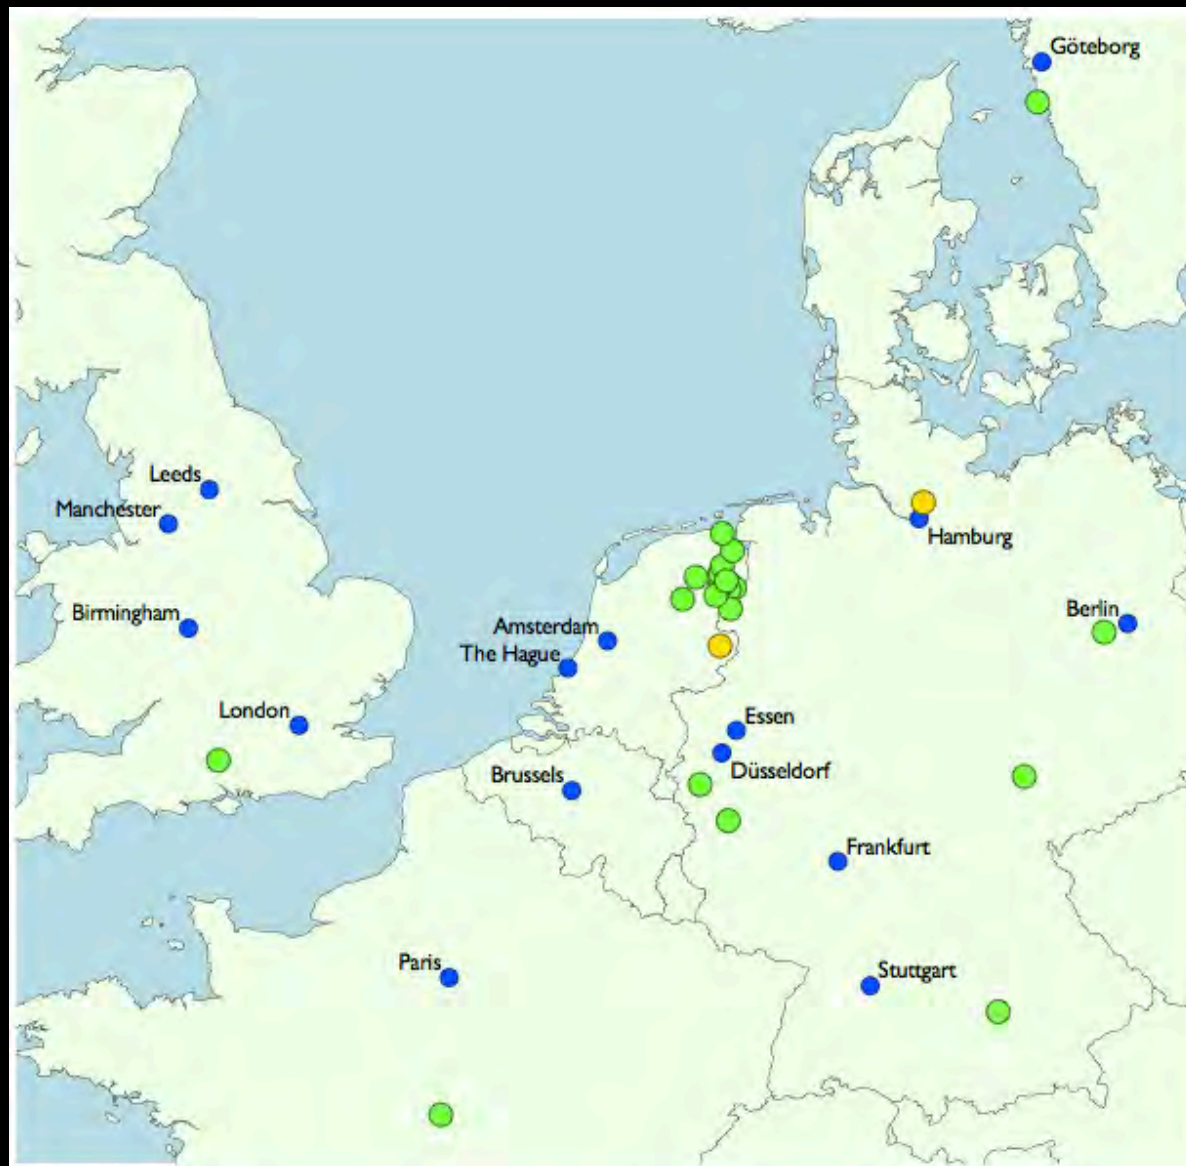 Göteborg
Leeds
Manchester
Hamburg
Birmingham
Berlin
Amsterdam
The Hague
London
Essen
Düsseldorf
Brussels
Frankfurt
Paris
Stuttgart